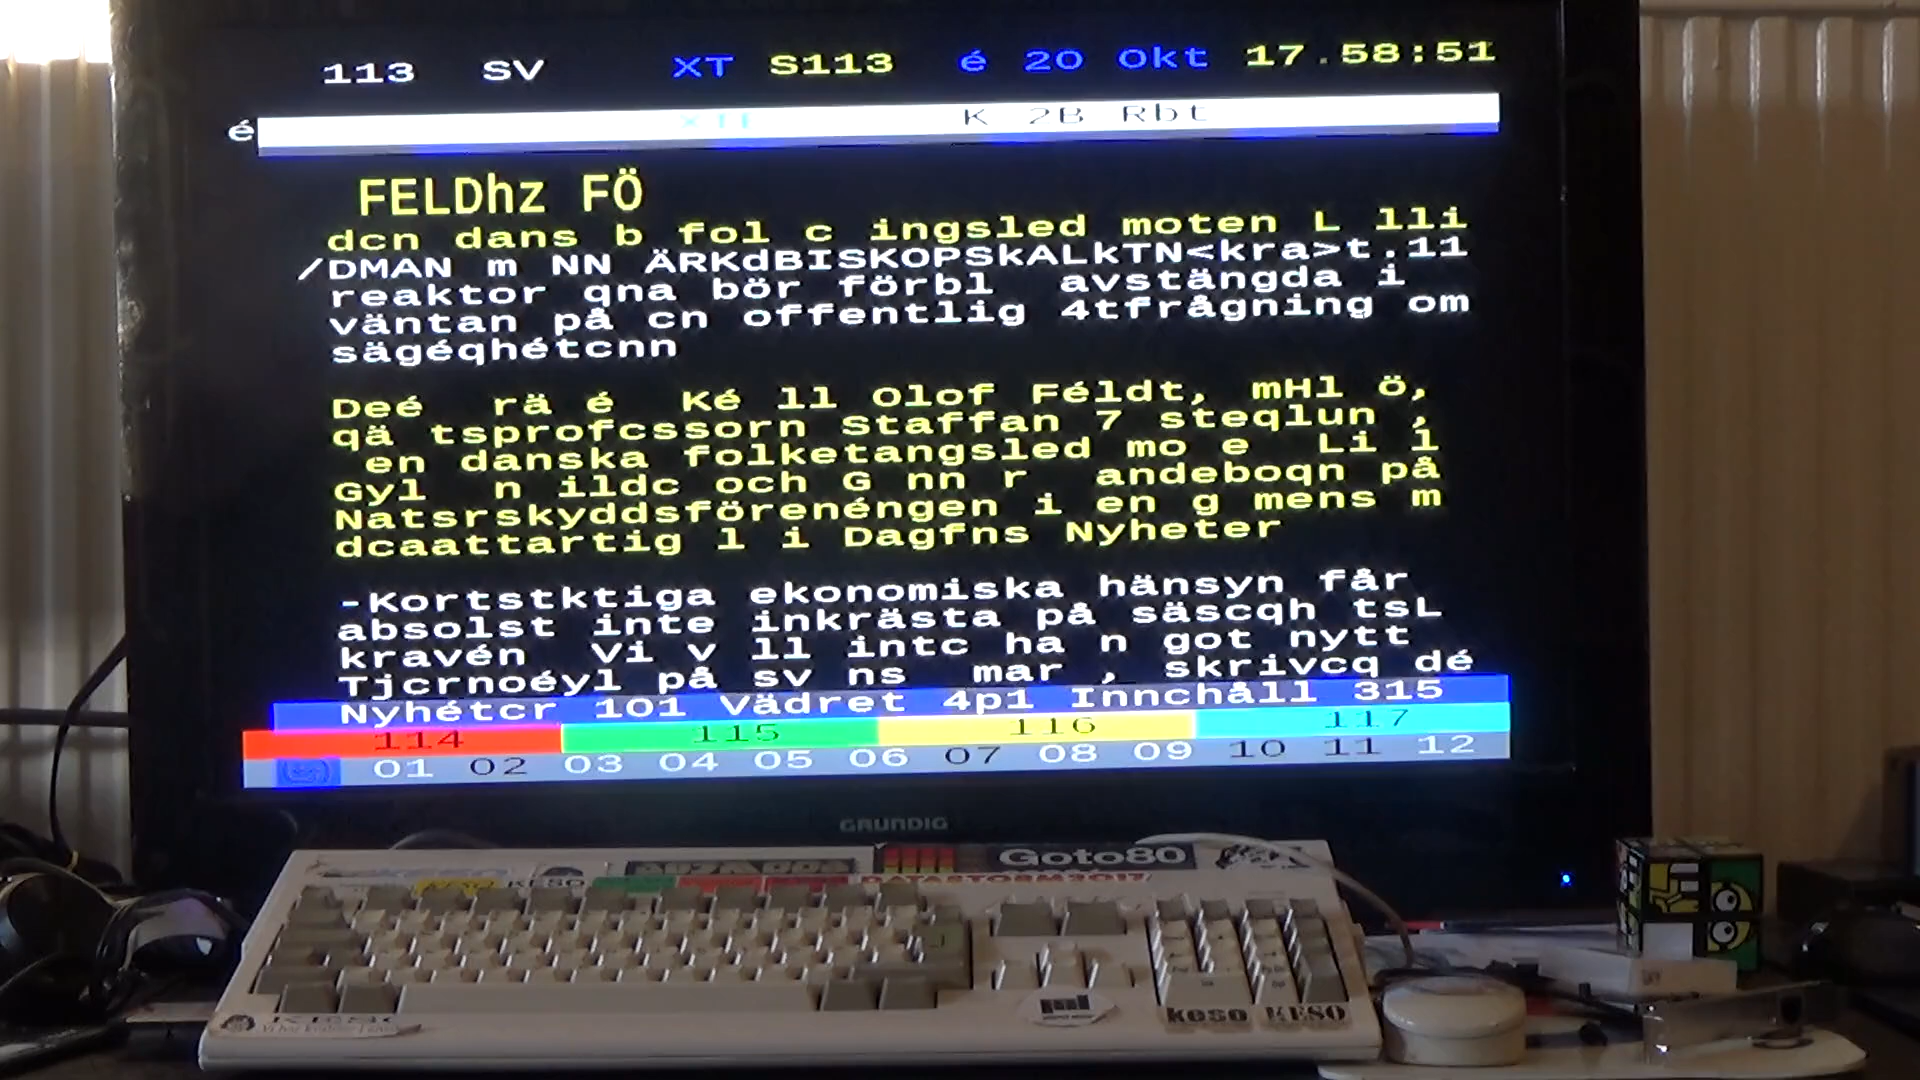 113 SV XT S113 é 20 Okt 17.58:51
é K 2B Rbt
FELDhz FÖ
dcn dans b fol c ingsled moten L lli
/DMAN m NN ÄRKdBISKOPSkALkTN<kra>t.11
reaktor qna bör förbl avstängda i
väntan på cn offentlig 4tfrågning om
sägéqhétcnn
Deé rä é Ké ll Olof Féldt, mHl ö,
qä tsprofcssorn Staffan 7 steqlun ,
en danska folketangsled mo e Li l
Gyl n ildc och G nn r andeboqn på
Natsrskyddsförenéngen i en g mens m
dcaattartig l i Dagfns Nyheter
-Kortstktiga ekonomiska hänsyn får
absolst inte inkrästa på säscqh tsL
kravén Vi v ll intc ha n got nytt
Tjcrnoéyl på sv ns mar , skrivcq dé
Nyhétcr 101 Vädret 4p1 Innchåll 315
114 115 116 117
01 02 03 04 05 06 07 08 09 10 11 12
GRUNDIG
Goto80
KESO
DATASTORM2017
keso KESO
KESO